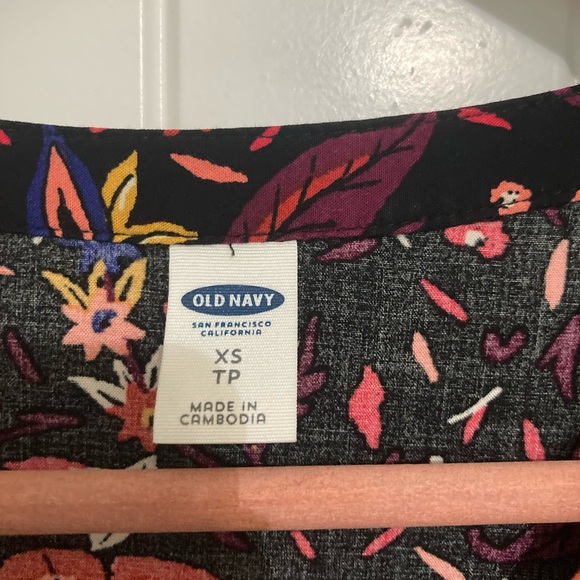 OLD NAVY
SAN FRANCISCO
CALIFORNIA
XS
TP
MADE IN
CAMBODIA